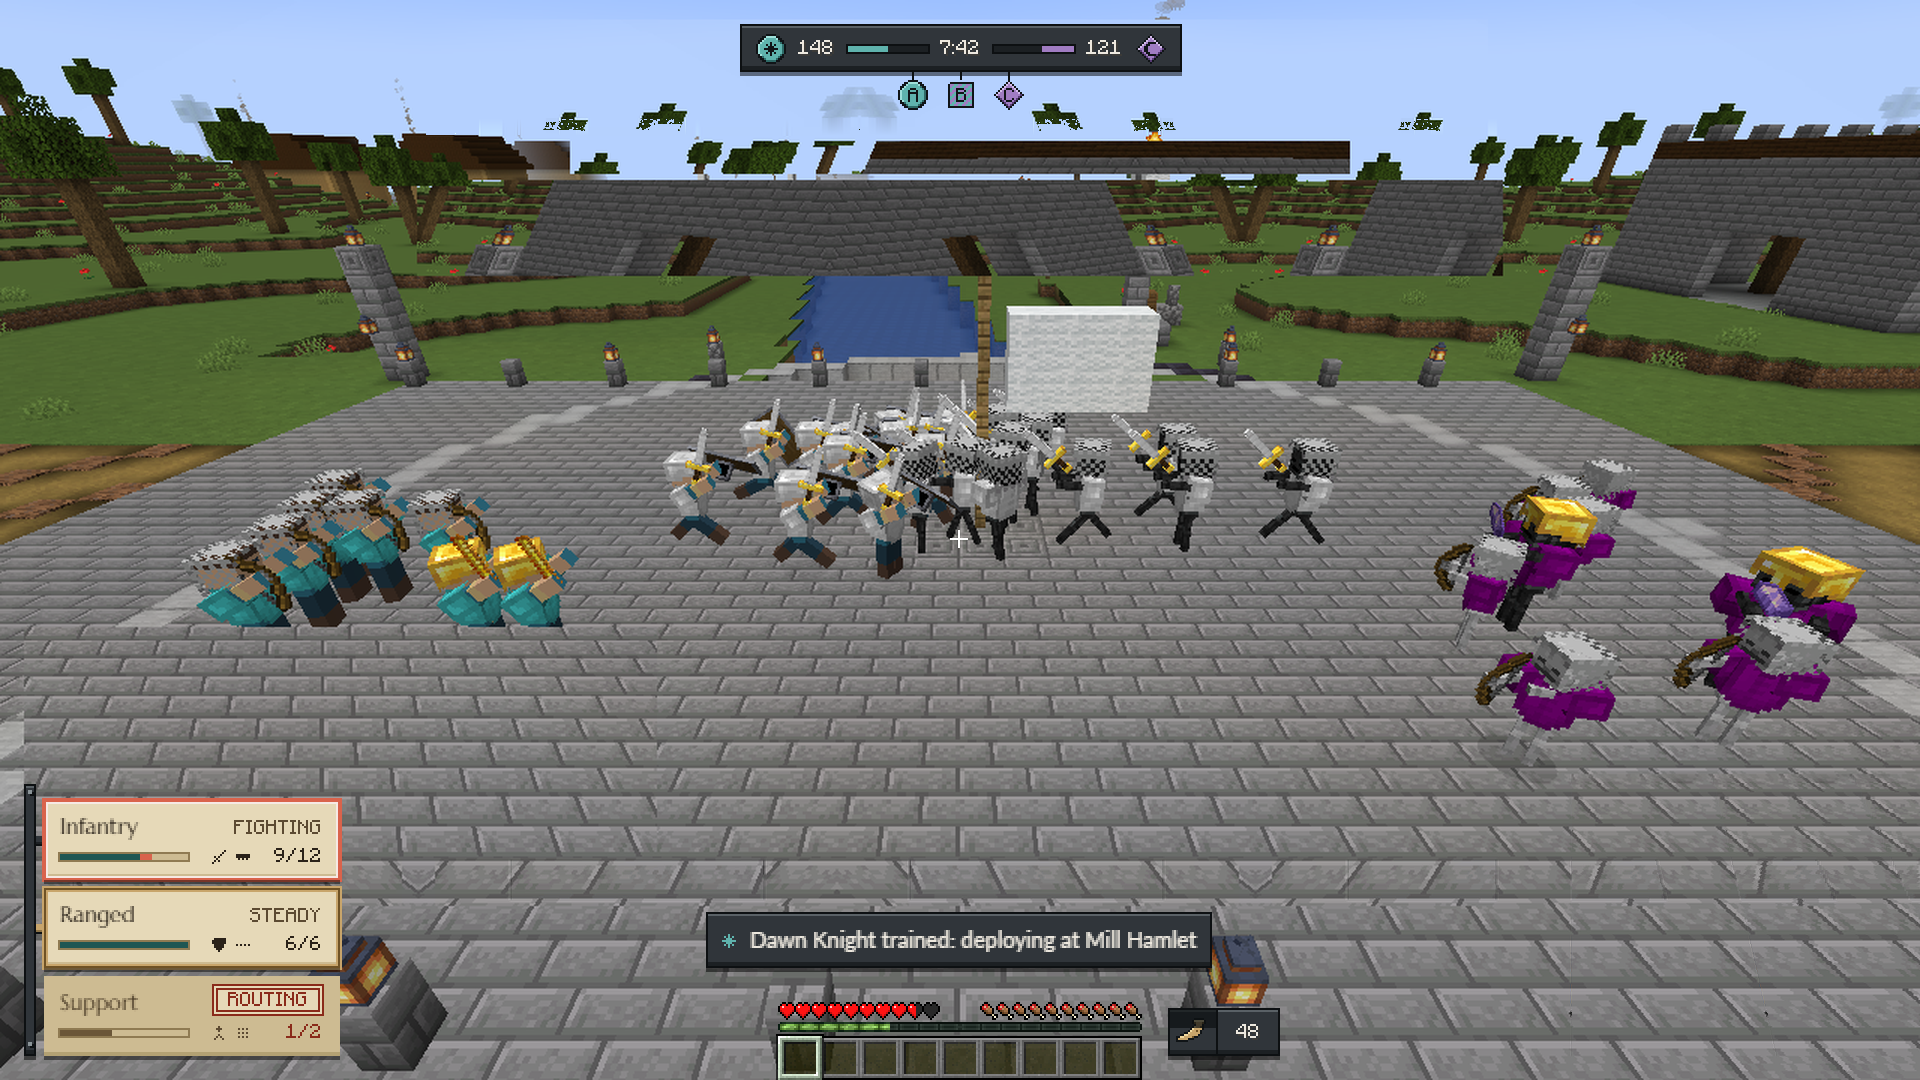 148 7:42 121
A B C
Infantry FIGHTING
9/12
Ranged STEADY
6/6
Support ROUTING
1/2
Dawn Knight trained: deploying at Mill Hamlet
48